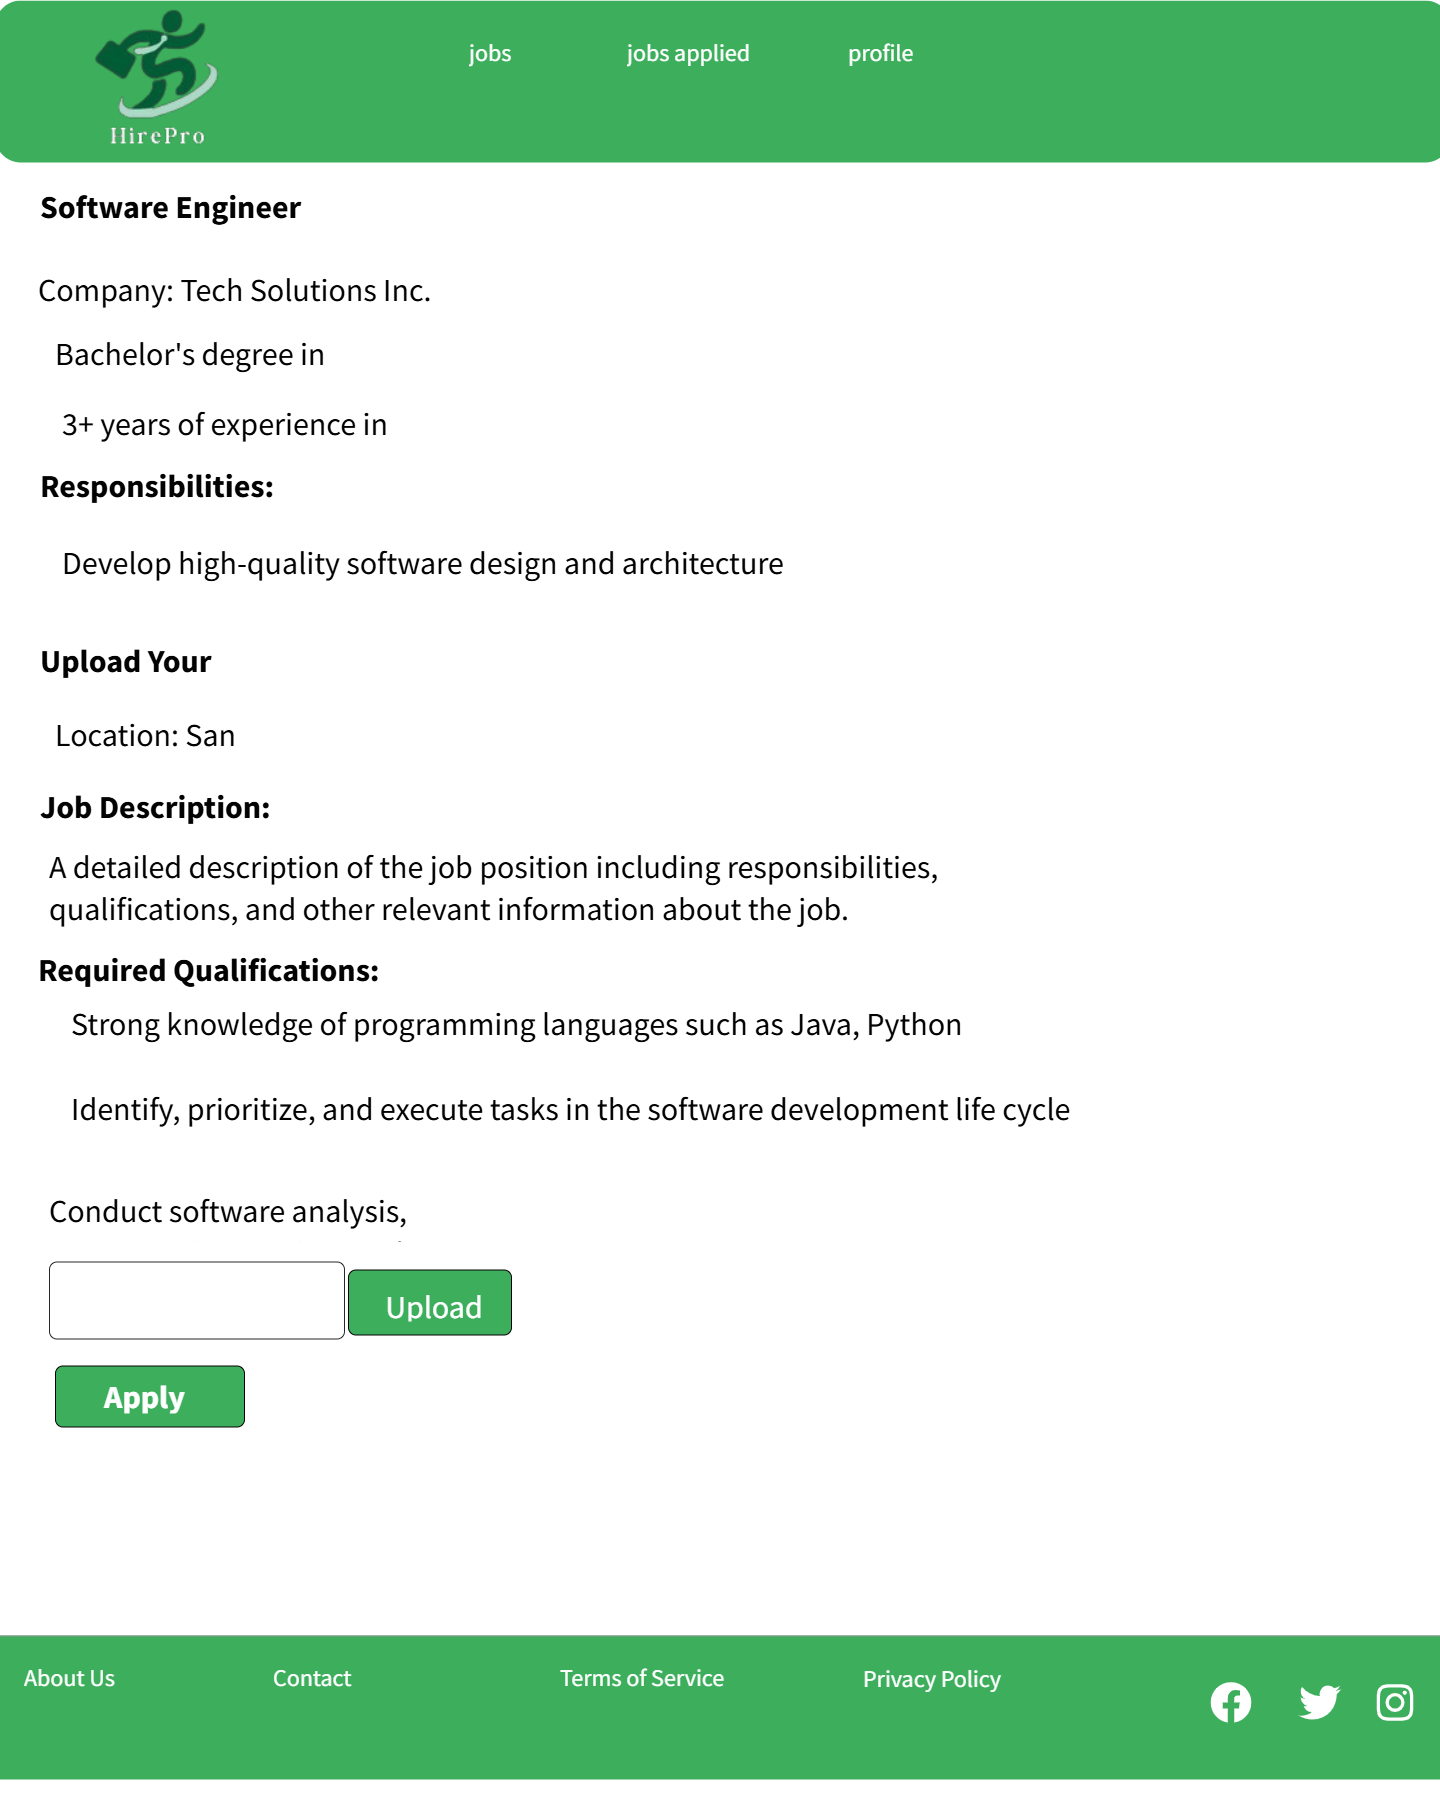 HirePro
jobs
jobs applied
profile
Software Engineer
Company: Tech Solutions Inc.
Bachelor's degree in
3+ years of experience in
Responsibilities:
Develop high-quality software design and architecture
Upload Your
Location: San
Job Description:
A detailed description of the job position including responsibilities,
qualifications, and other relevant information about the job.
Required Qualifications:
Strong knowledge of programming languages such as Java, Python
Identify, prioritize, and execute tasks in the software development life cycle
Conduct software analysis,
Upload
Apply
About Us
Contact
Terms of Service
Privacy Policy